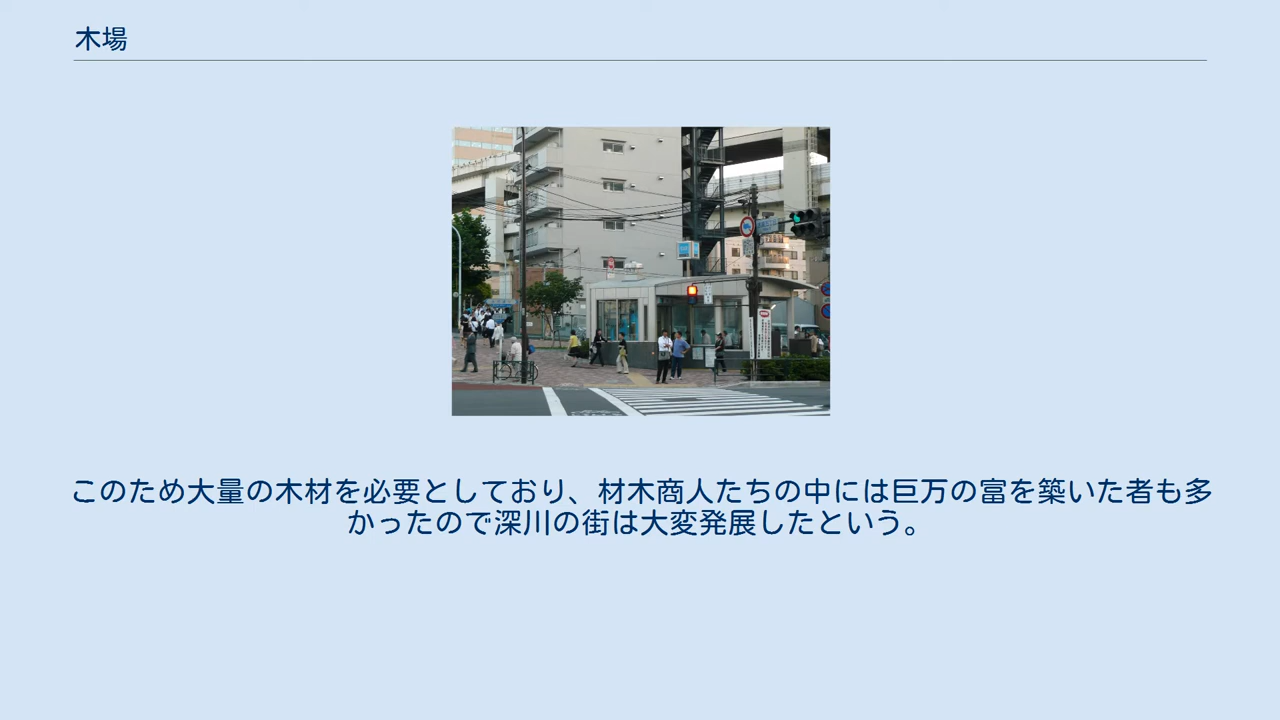 木場
このため大量の木材を必要としており、材木商人たちの中には巨万の富を築いた者も多
かったので深川の街は大変発展したという。